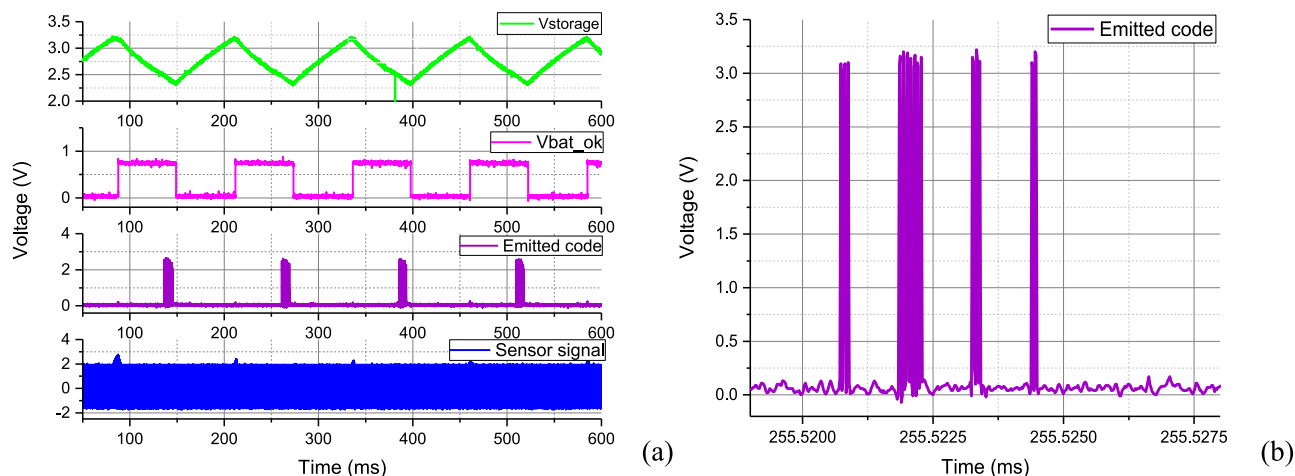 Vstorage
3.5
3.0
2.5
2.0
100 200 300 400 500 600
Vbat_ok
1
0
100 200 300 400 500 600
Voltage (V)
Emitted code
4
2
0
100 200 300 400 500 600
Sensor signal
4
2
0
-2
100 200 300 400 500 600
Time (ms)
(a)
Emitted code
3.5
3.0
2.5
2.0
1.5
1.0
0.5
0.0
Voltage (V)
255.5200 255.5225 255.5250 255.5275
Time (ms)
(b)